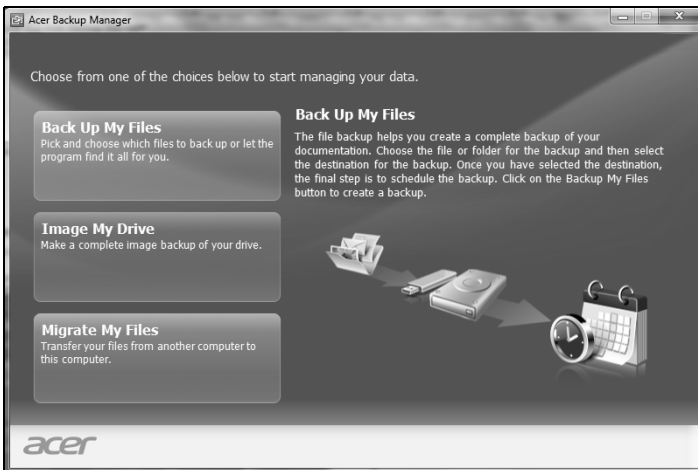 Acer Backup Manager
Choose from one of the choices below to start managing your data.
Back Up My Files
Pick and choose which files to back up or let the
program find it all for you.
Image My Drive
Make a complete image backup of your drive.
Migrate My Files
Transfer your files from another computer to
this computer.
Back Up My Files
The file backup helps you create a complete backup of your
documentation. Choose the file or folder for the backup and then select
the destination for the backup. Once you have selected the destination,
the final step is to schedule the backup. Click on the Backup My Files
button to create a backup.
acer